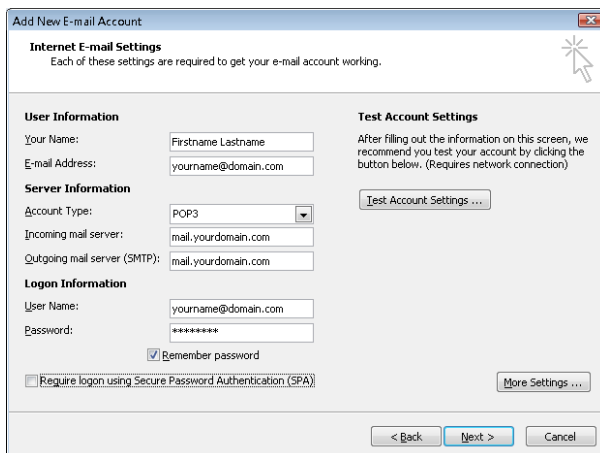 Add New E-mail Account
Internet E-mail Settings
Each of these settings are required to get your e-mail account working.
User Information
Your Name: Firstname Lastname
E-mail Address: yourname@domain.com
Server Information
Account Type: POP3
Incoming mail server: mail.yourdomain.com
Outgoing mail server (SMTP): mail.yourdomain.com
Logon Information
User Name: yourname@domain.com
Password: ********
Remember password
Require logon using Secure Password Authentication (SPA)
Test Account Settings
After filling out the information on this screen, we
recommend you test your account by clicking the
button below. (Requires network connection)
Test Account Settings ...
More Settings ...
< Back Next > Cancel